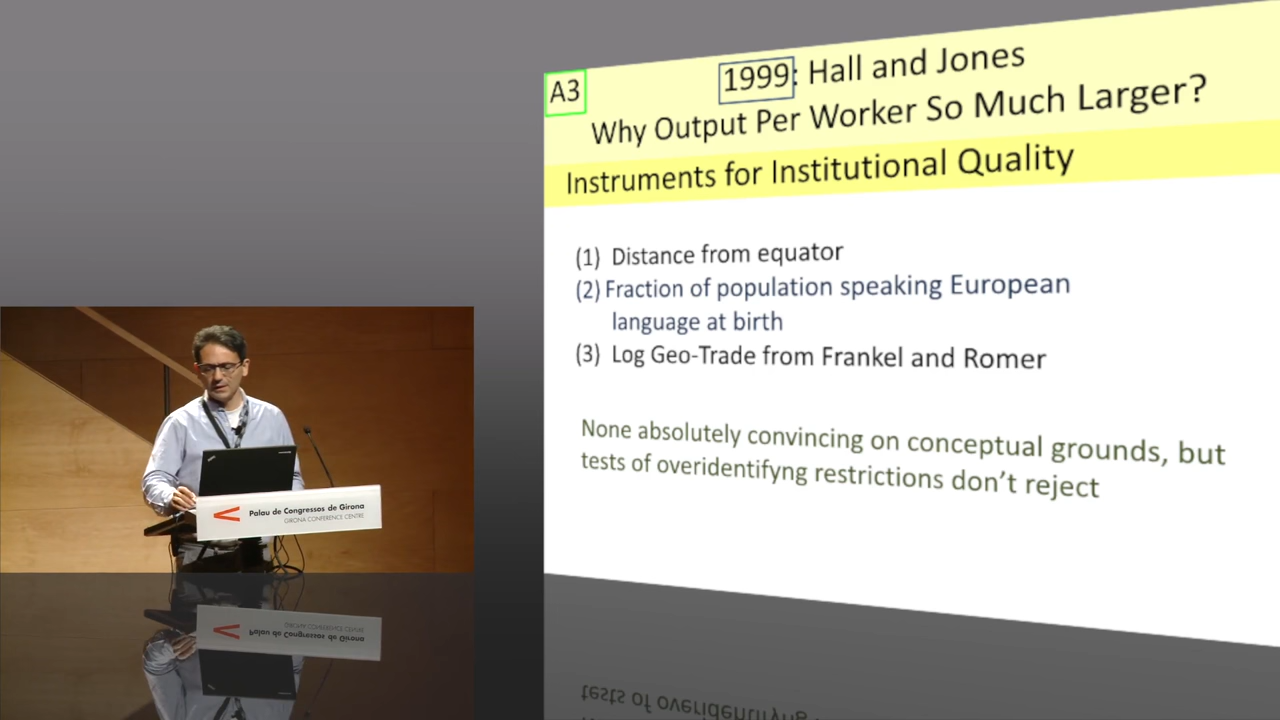 A3
1999: Hall and Jones
Why Output Per Worker So Much Larger?
Instruments for Institutional Quality
(1) Distance from equator
(2) Fraction of population speaking European
language at birth
(3) Log Geo-Trade from Frankel and Romer
None absolutely convincing on conceptual grounds, but
tests of overidentifyng restrictions don't reject
Palau de Congressos de Girona
GIRONA CONFERENCE CENTRE